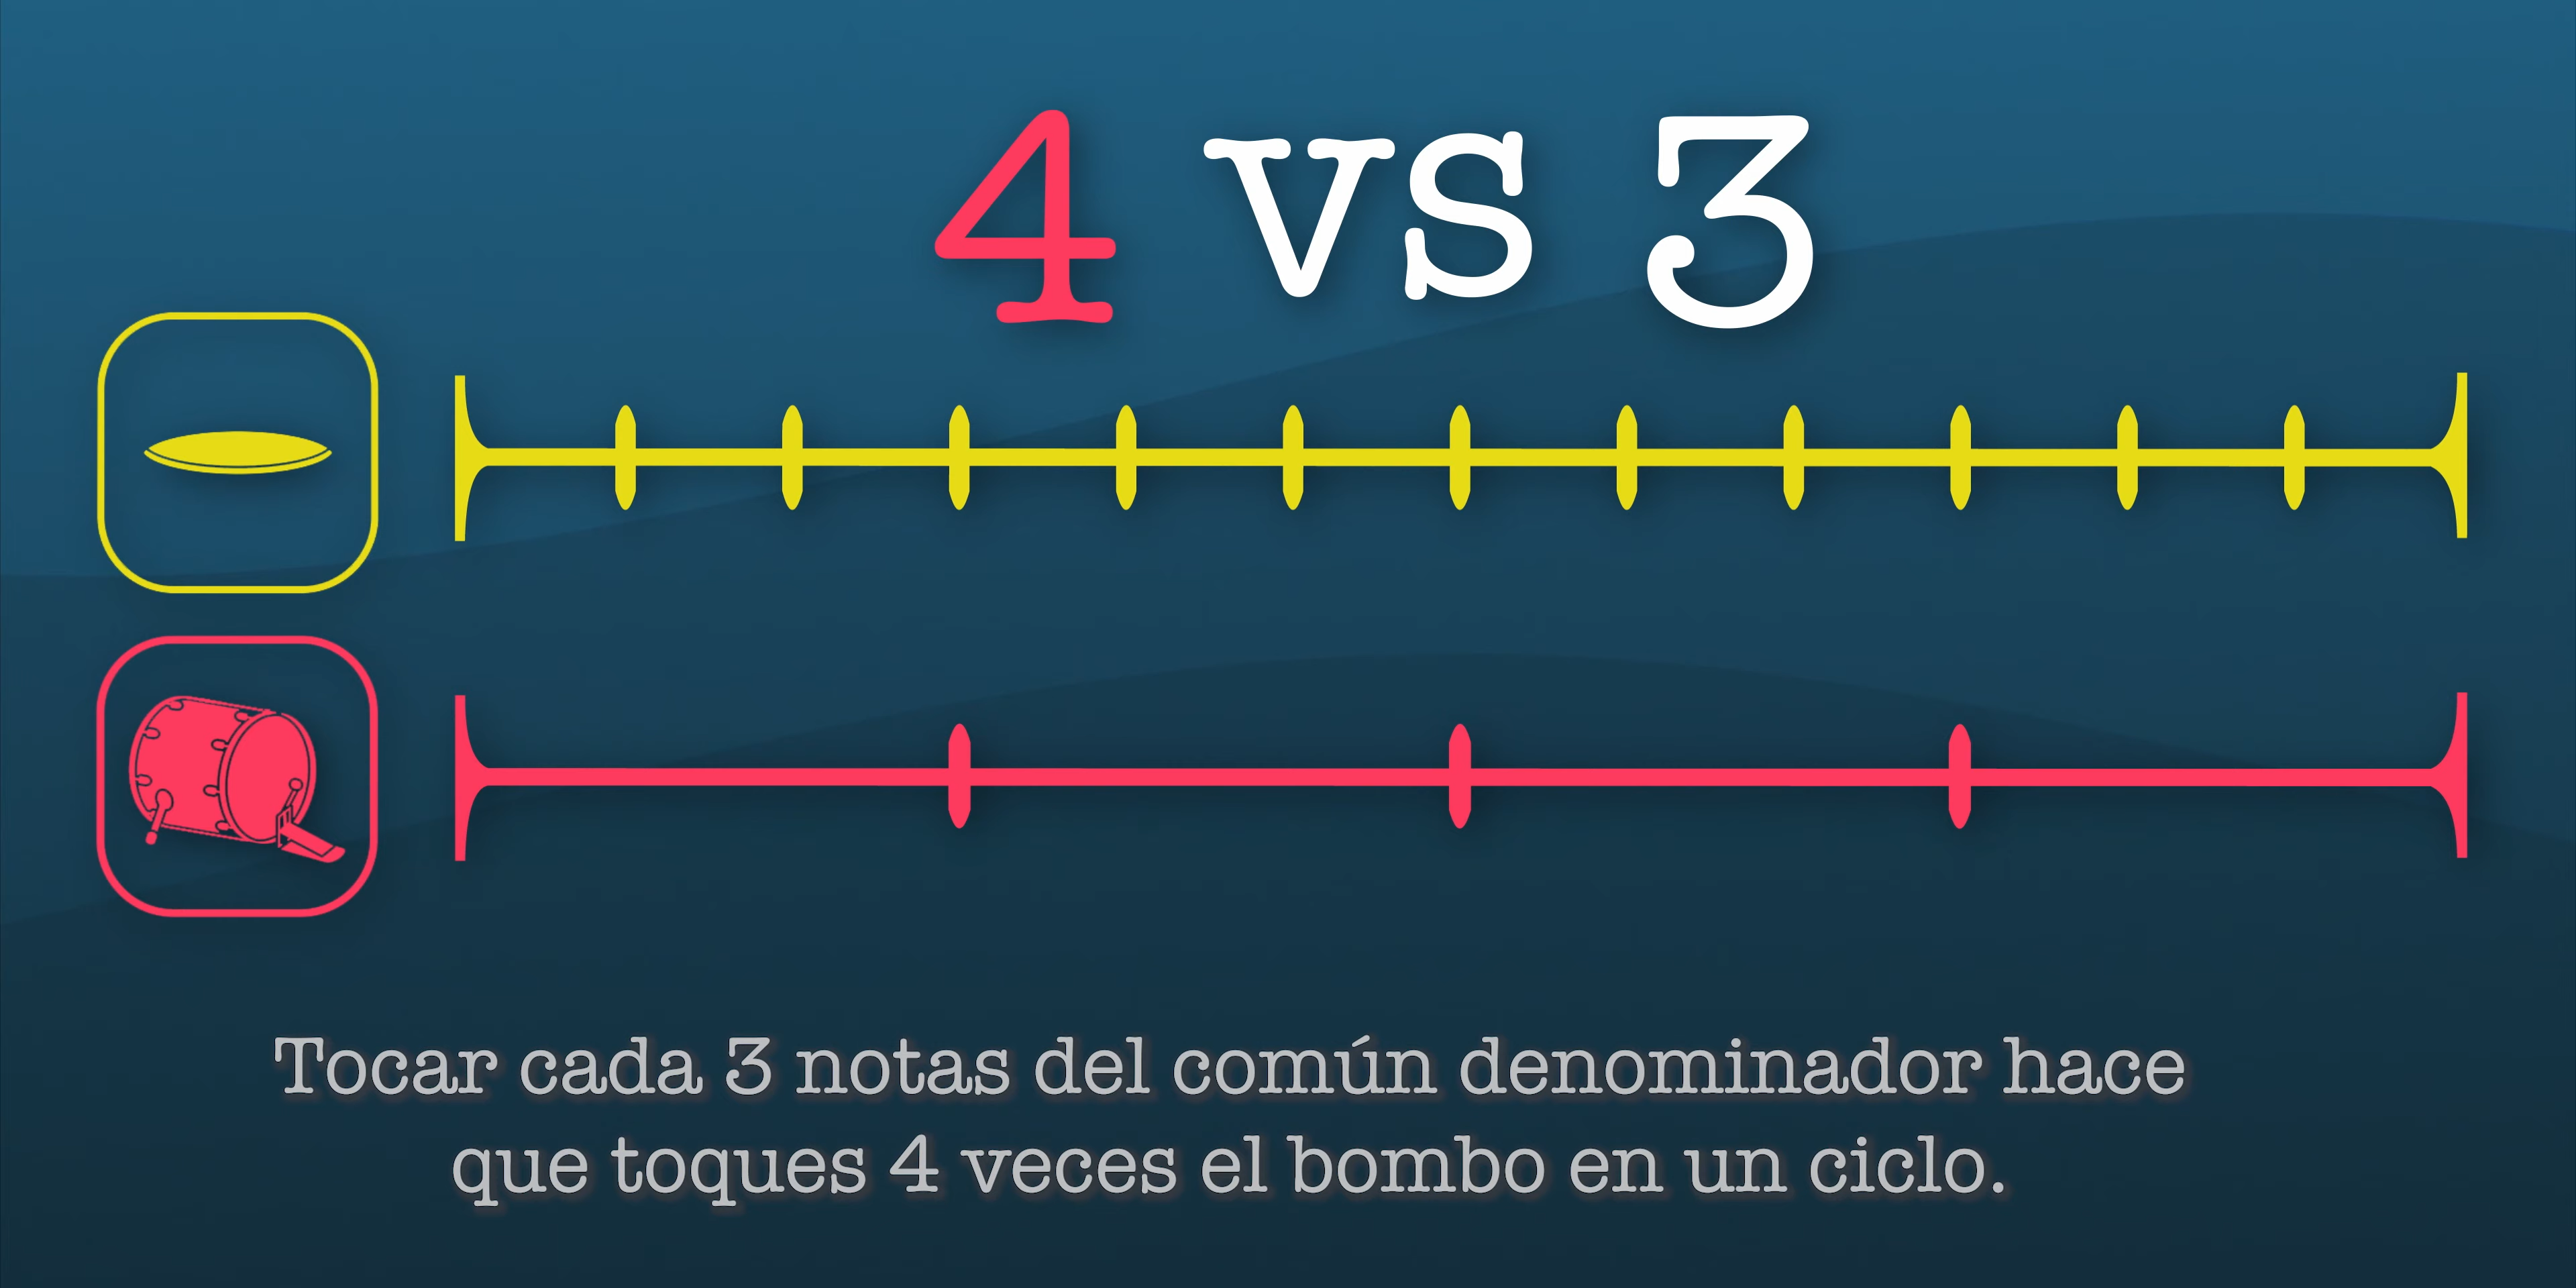 4 vs 3
Tocar cada 3 notas del común denominador hace
que toques 4 veces el bombo en un ciclo.